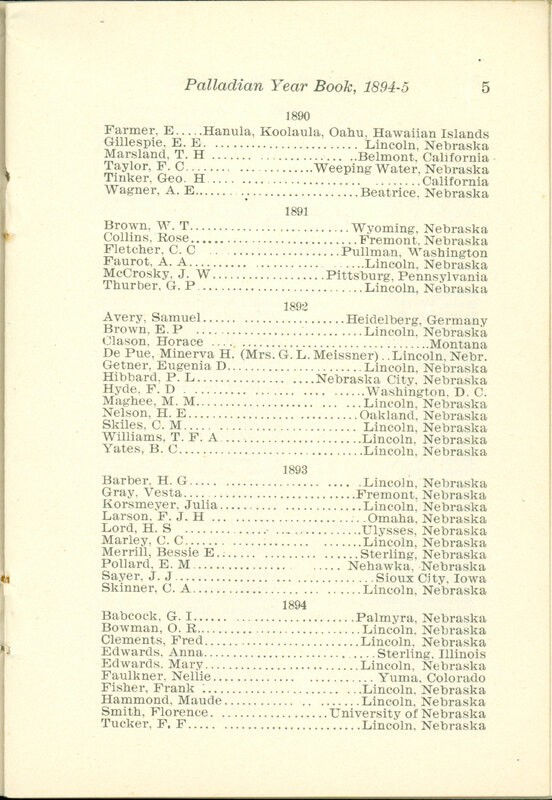 Palladian Year Book, 1894-5 5
1890
Farmer, E.....Hanula, Koolaula, Oahu, Hawaiian Islands
Gillespie, E. E. ........................ Lincoln, Nebraska
Marsland, T. H ........................Belmont, California
Taylor, F. C........................Weeping Water, Nebraska
Tinker, Geo. H ........................California
Wagner, A. E........................Beatrice, Nebraska
1891
Brown, W. T........................Wyoming, Nebraska
Collins, Rose........................Fremont, Nebraska
Fletcher, C. C ........................Pullman, Washington
Faurot, A. A........................Lincoln, Nebraska
McCrosky, J. W........................Pittsburg, Pennsylvania
Thurber, G. P........................Lincoln, Nebraska
1892
Avery, Samuel........................Heidelberg, Germany
Brown, E. P ........................Lincoln, Nebraska
Clason, Horace ........................Montana
De Pue, Minerva H. (Mrs. G. L. Meissner)..Lincoln, Nebr.
Getner, Eugenia D........................Lincoln, Nebraska
Hibbard, P. L........................Nebraska City, Nebraska
Hyde, F. D ........................Washington, D. C.
Maghee, M. M........................Lincoln, Nebraska
Nelson, H. E........................Oakland, Nebraska
Skiles, C. M........................Lincoln, Nebraska
Williams, T. F. A ........................Lincoln, Nebraska
Yates, B. C........................Lincoln, Nebraska
1893
Barber, H. G........................Lincoln, Nebraska
Gray, Vesta........................Fremont, Nebraska
Korsmeyer, Julia........................Lincoln, Nebraska
Larson, F. J. H ........................Omaha, Nebraska
Lord, H. S ........................Ulysses, Nebraska
Marley, C. C........................Lincoln, Nebraska
Merrill, Bessie E........................Sterling, Nebraska
Pollard, E. M ........................Nehawka, Nebraska
Sayer, J. J ........................Sioux City, Iowa
Skinner, C. A........................Lincoln, Nebraska
1894
Babcock, G. I........................Palmyra, Nebraska
Bowman, O. R........................Lincoln, Nebraska
Clements, Fred........................Lincoln, Nebraska
Edwards, Anna........................Sterling, Illinois
Edwards. Mary........................Lincoln, Nebraska
Faulkner, Nellie........................Yuma, Colorado
Fisher, Frank ........................Lincoln, Nebraska
Hammond, Maude........................Lincoln, Nebraska
Smith, Florence. ........................University of Nebraska
Tucker, F. F........................Lincoln, Nebraska